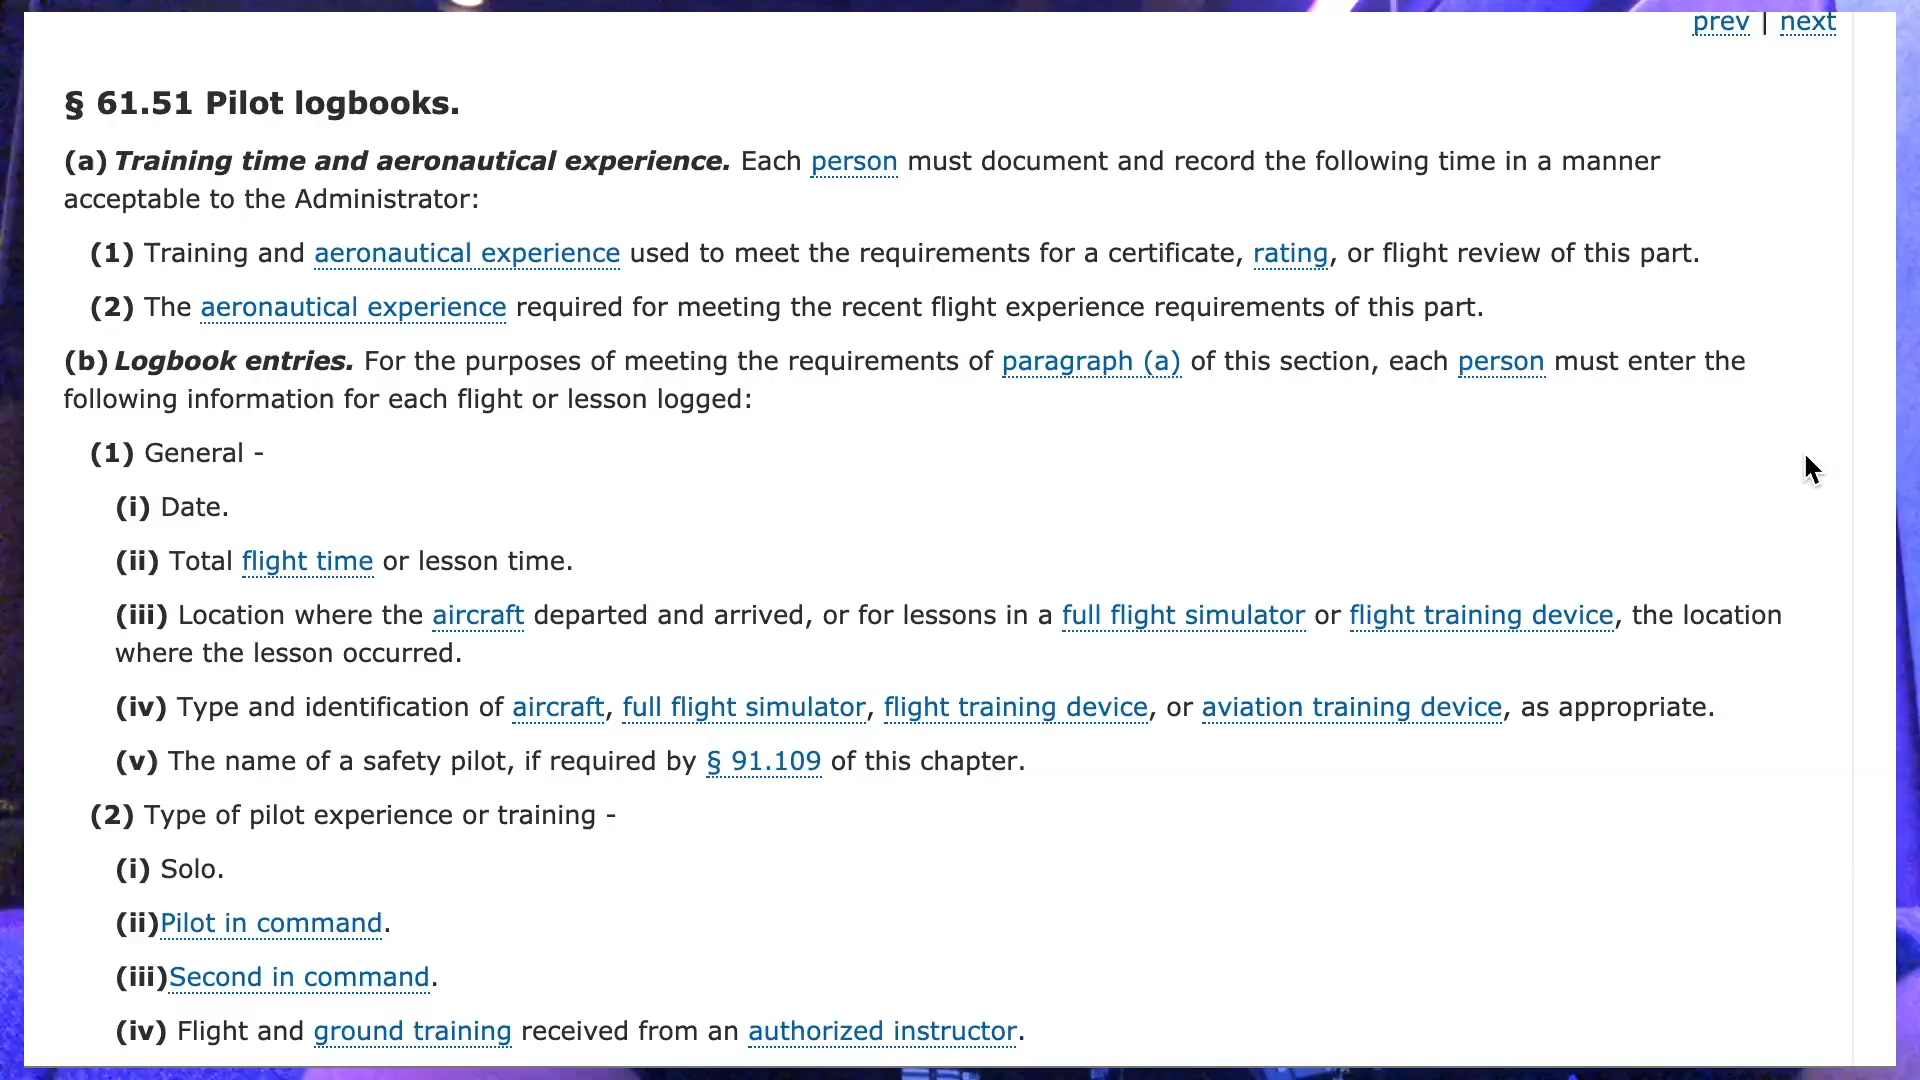 prev | next
§ 61.51 Pilot logbooks.
(a) Training time and aeronautical experience. Each person must document and record the following time in a manner
acceptable to the Administrator:
(1) Training and aeronautical experience used to meet the requirements for a certificate, rating, or flight review of this part.
(2) The aeronautical experience required for meeting the recent flight experience requirements of this part.
(b) Logbook entries. For the purposes of meeting the requirements of paragraph (a) of this section, each person must enter the
following information for each flight or lesson logged:
(1) General -
(i) Date.
(ii) Total flight time or lesson time.
(iii) Location where the aircraft departed and arrived, or for lessons in a full flight simulator or flight training device, the location
where the lesson occurred.
(iv) Type and identification of aircraft, full flight simulator, flight training device, or aviation training device, as appropriate.
(v) The name of a safety pilot, if required by § 91.109 of this chapter.
(2) Type of pilot experience or training -
(i) Solo.
(ii) Pilot in command.
(iii) Second in command.
(iv) Flight and ground training received from an authorized instructor.